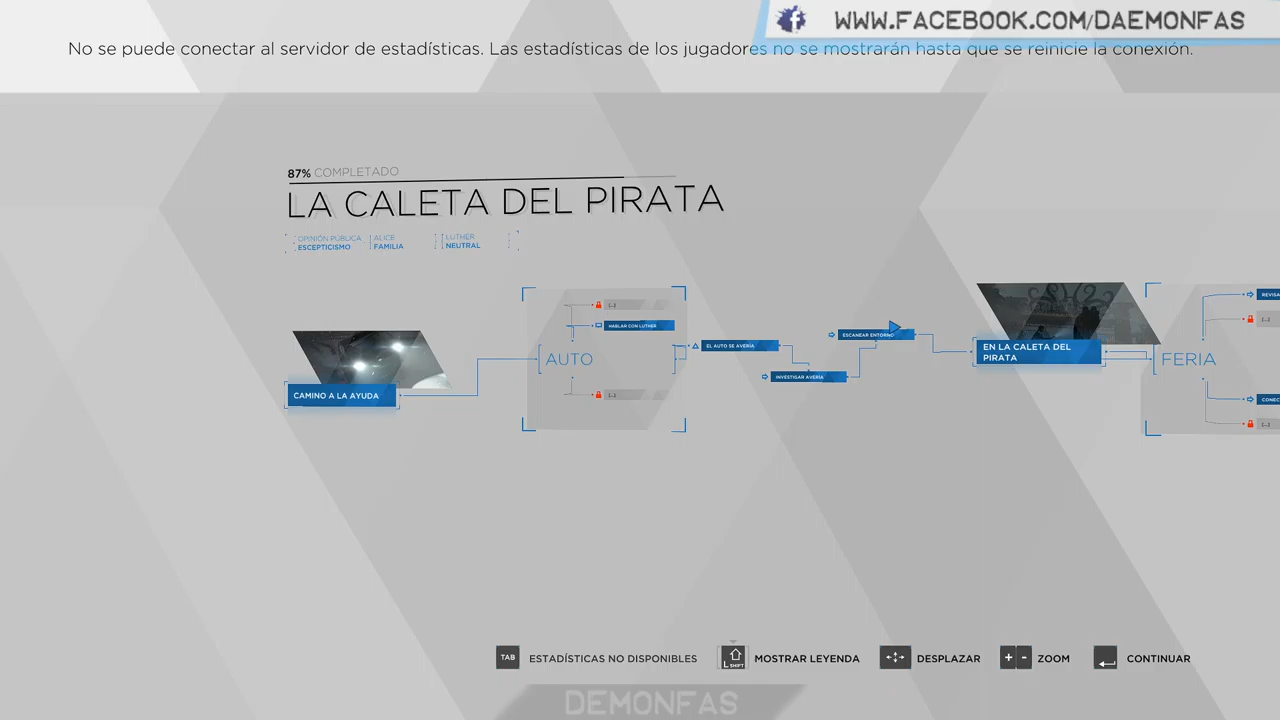 WWW.FACEBOOK.COM/DAEMONFAS
No se puede conectar al servidor de estadísticas. Las estadísticas de los jugadores no se mostrarán hasta que se reinicie la conexión.
87% COMPLETADO
LA CALETA DEL PIRATA
OPINIÓN PÚBLICA
ESCEPTICISMO
ALICE
FAMILIA
LUTHER
NEUTRAL
CAMINO A LA AYUDA
AUTO
[...]
HABLAR CON LUTHER
[...]
EL AUTO SE AVERÍA
INVESTIGAR AVERÍA
ESCANEAR ENTORNO
EN LA CALETA DEL
PIRATA
FERIA
REVISA
[...]
CONEC
[...]
TAB ESTADÍSTICAS NO DISPONIBLES
L SHIFT MOSTRAR LEYENDA
DESPLAZAR
+ - ZOOM
CONTINUAR
DEMONFAS